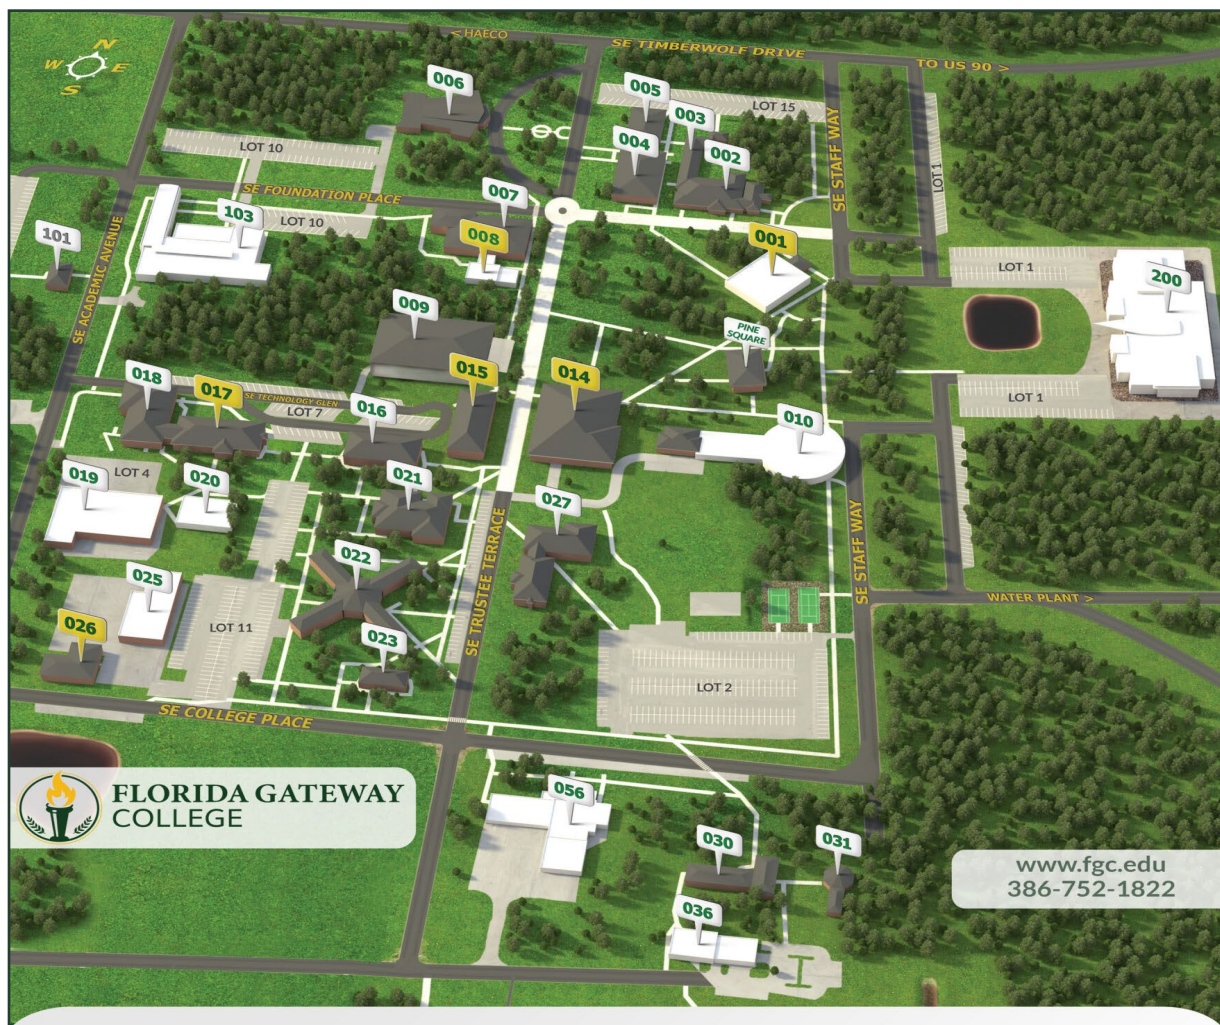 N
W
E
S
< HAECO
SE TIMBERWOLF DRIVE
TO US 90 >
006
005
LOT 15
003
004
002
SE STAFF WAY
LOT 1
LOT 10
SE FOUNDATION PLACE
007
103
LOT 10
008
101
001
LOT 1
200
SE ACADEMIC AVENUE
009
PINE
SQUARE
018
017
SE TECHNOLOGY GLEN
LOT 7
015
014
LOT 1
016
010
019
LOT 4
020
021
027
SE STAFF WAY
SE TRUSTEE TERRACE
022
025
WATER PLANT >
026
LOT 11
023
LOT 2
SE COLLEGE PLACE
FLORIDA GATEWAY
COLLEGE
056
030
031
www.fgc.edu
386-752-1822
036